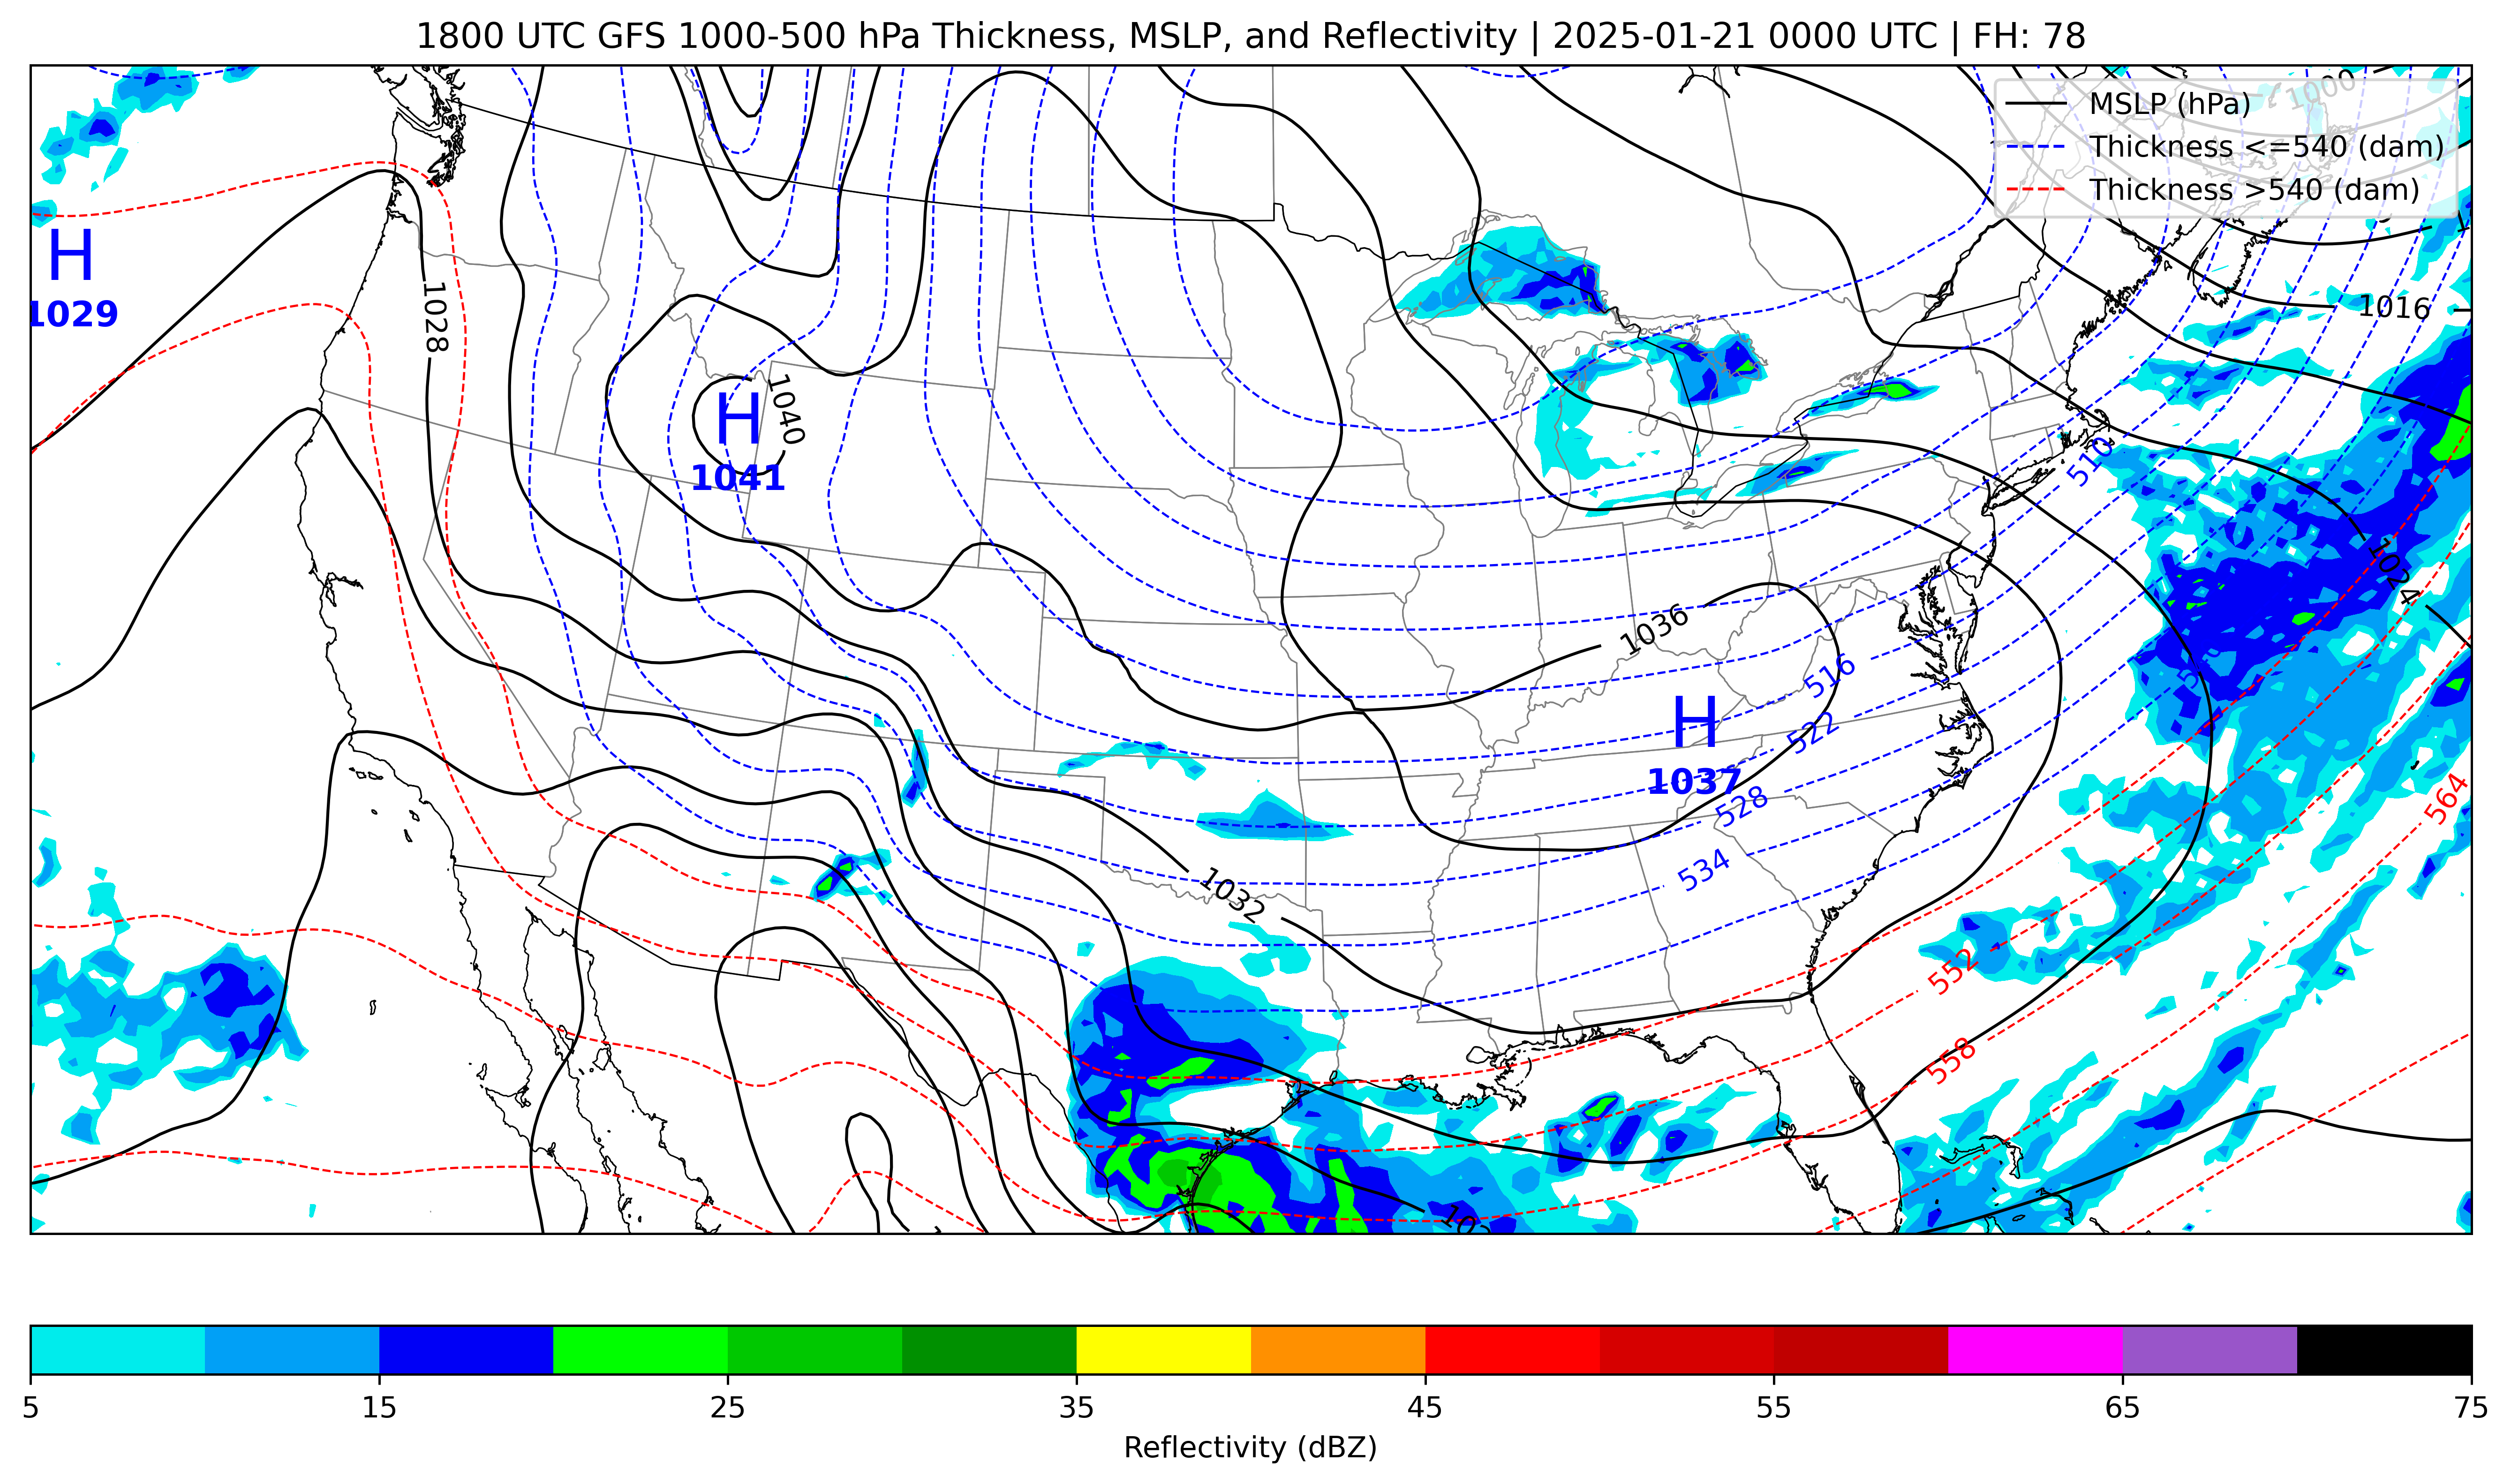 1800 UTC GFS 1000-500 hPa Thickness, MSLP, and Reflectivity | 2025-01-21 0000 UTC | FH: 78
1000
MSLP (hPa)
Thickness <=540 (dam)
Thickness >540 (dam)
H
1029
1028
1016
H
1040
1041
510
1024
1036
516
H
522
1037
528
564
534
1032
552
558
5 15 25 35 45 55 65 75
Reflectivity (dBZ)